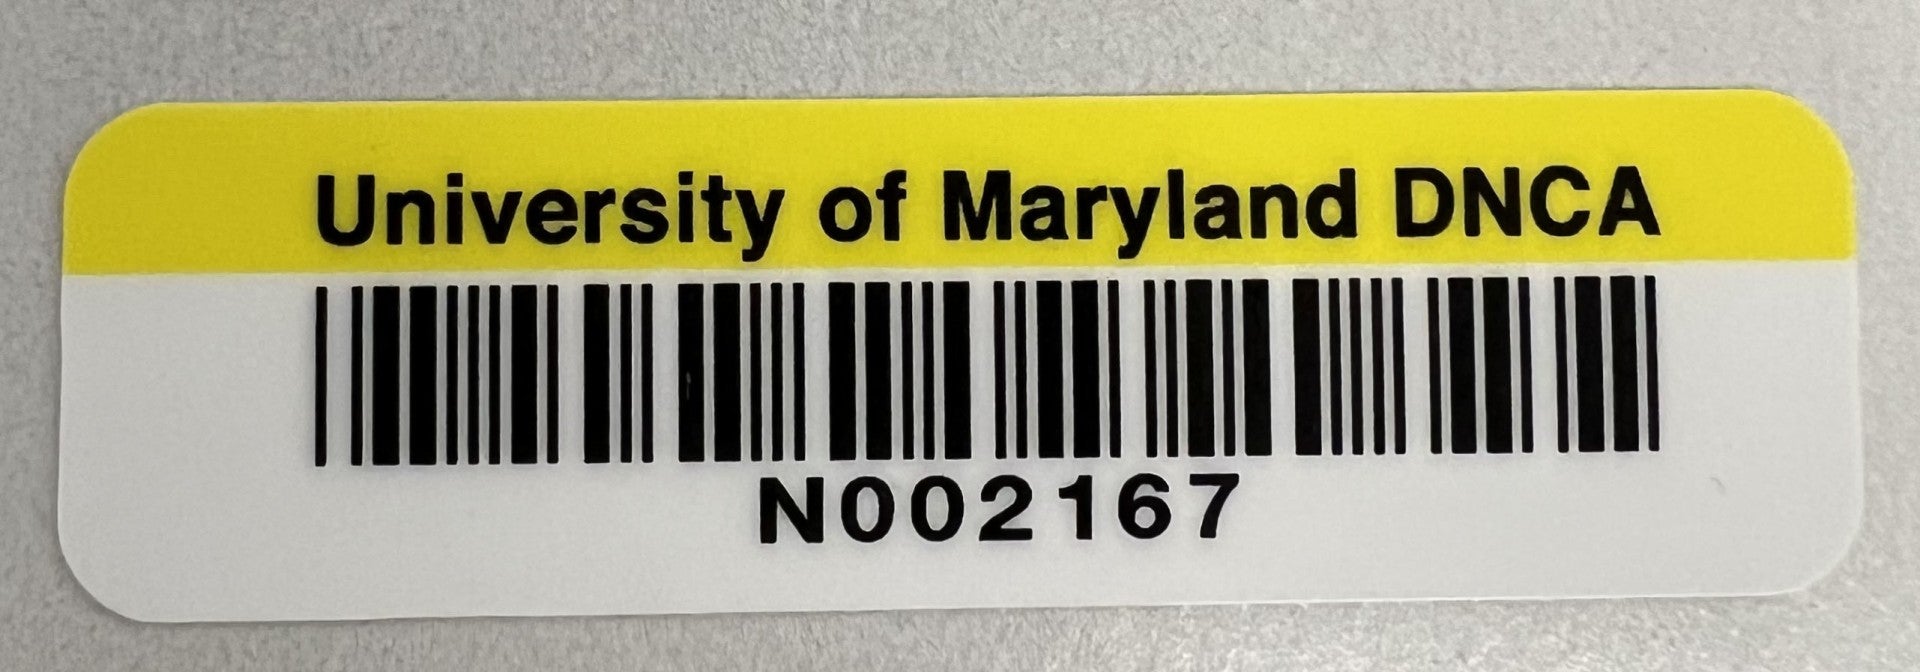 University of Maryland DNCA
N002167